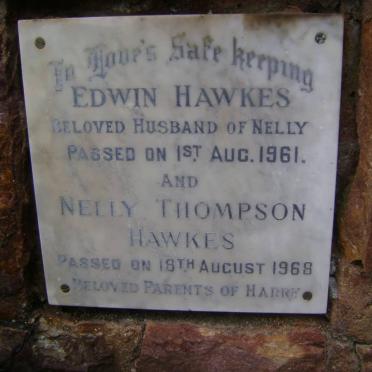 In Love's Safe keeping
EDWIN HAWKES
BELOVED HUSBAND OF NELLY
PASSED ON 1ST AUG. 1961.
AND
NELLY THOMPSON
HAWKES
PASSED ON 18TH AUGUST 1968
BELOVED PARENTS OF HARRY